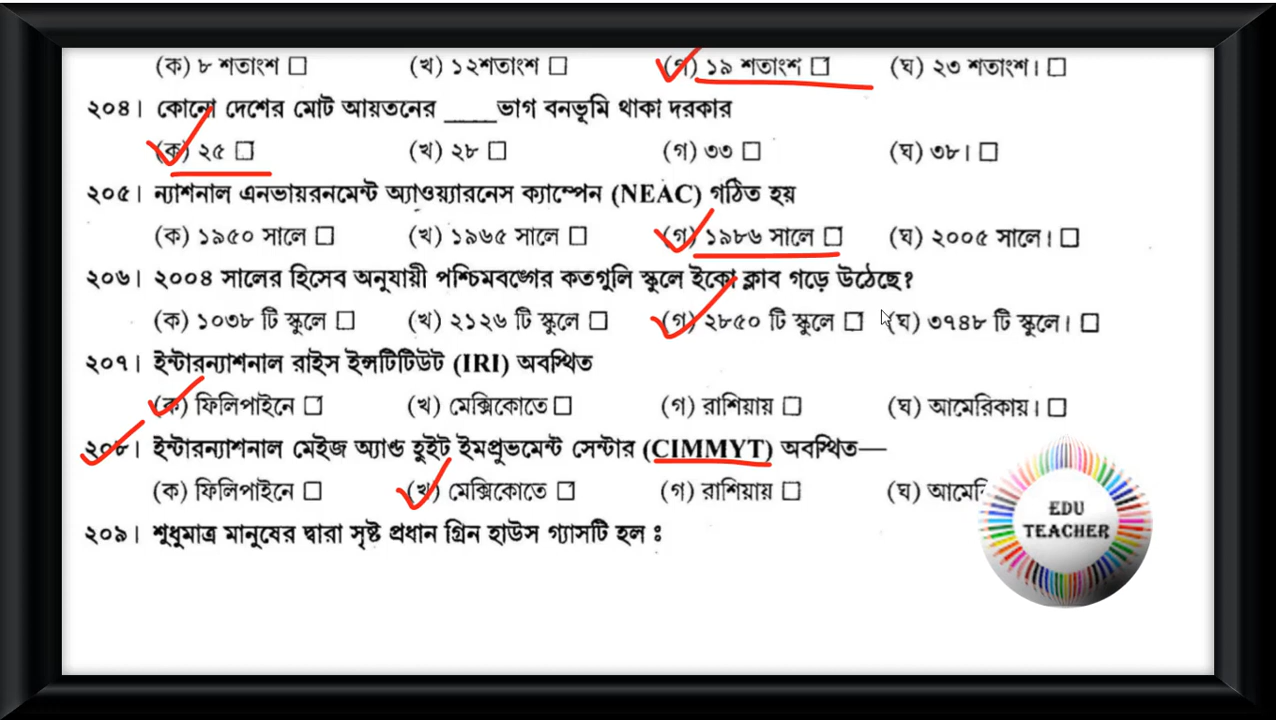 (ক) ৮ শতাংশ (খ) ১২শতাংশ (গ) ১৯ শতাংশ (ঘ) ২৩ শতাংশ।
২০৪। কোনো দেশের মোট আয়তনের ____ভাগ বনভূমি থাকা দরকার
(ক) ২৫ (খ) ২৮ (গ) ৩৩ (ঘ) ৩৮।
২০৫। ন্যাশনাল এনভায়রনমেন্ট অ্যাওয়্যারনেস ক্যাম্পেন (NEAC) গঠিত হয়
(ক) ১৯৫০ সালে (খ) ১৯৬৫ সালে (গ) ১৯৮৬ সালে (ঘ) ২০০৫ সালে।
২০৬। ২০০৪ সালের হিসেব অনুযায়ী পশ্চিমবঙ্গের কতগুলি স্কুলে ইকো ক্লাব গড়ে উঠেছে?
(ক) ১০৩৮ টি স্কুলে (খ) ২১২৬ টি স্কুলে (গ) ২৮৫০ টি স্কুলে (ঘ) ৩৭৪৮ টি স্কুলে।
২০৭। ইন্টারন্যাশনাল রাইস ইন্সটিটিউট (IRI) অবস্থিত
(ক) ফিলিপাইনে (খ) মেক্সিকোতে (গ) রাশিয়ায় (ঘ) আমেরিকায়।
২০৮। ইন্টারন্যাশনাল মেইজ অ্যান্ড হুইট ইমপ্রুভমেন্ট সেন্টার (CIMMYT) অবস্থিত—
(ক) ফিলিপাইনে (খ) মেক্সিকোতে (গ) রাশিয়ায় (ঘ) আমেরি
২০৯। শুধুমাত্র মানুষের দ্বারা সৃষ্ট প্রধান গ্রিন হাউস গ্যাসটি হল ঃ
EDU
TEACHER